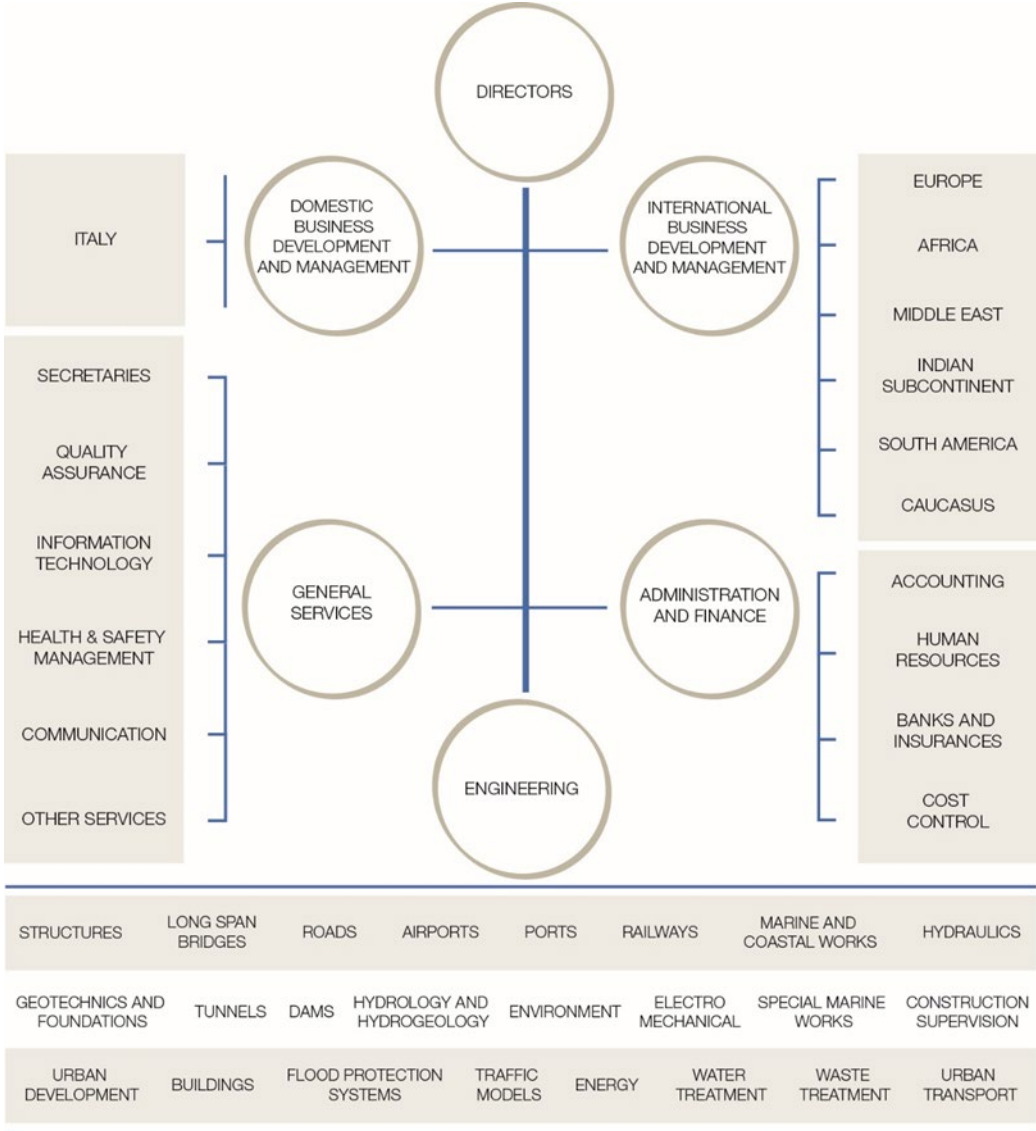 DIRECTORS
DOMESTIC
BUSINESS
DEVELOPMENT
AND MANAGEMENT
INTERNATIONAL
BUSINESS
DEVELOPMENT
AND MANAGEMENT
ITALY
EUROPE
AFRICA
MIDDLE EAST
INDIAN
SUBCONTINENT
SOUTH AMERICA
CAUCASUS
SECRETARIES
QUALITY
ASSURANCE
INFORMATION
TECHNOLOGY
HEALTH & SAFETY
MANAGEMENT
COMMUNICATION
OTHER SERVICES
GENERAL
SERVICES
ADMINISTRATION
AND FINANCE
ACCOUNTING
HUMAN
RESOURCES
BANKS AND
INSURANCES
COST
CONTROL
ENGINEERING
STRUCTURES
LONG SPAN
BRIDGES
ROADS
AIRPORTS
PORTS
RAILWAYS
MARINE AND
COASTAL WORKS
HYDRAULICS
GEOTECHNICS AND
FOUNDATIONS
TUNNELS
DAMS
HYDROLOGY AND
HYDROGEOLOGY
ENVIRONMENT
ELECTRO
MECHANICAL
SPECIAL MARINE
WORKS
CONSTRUCTION
SUPERVISION
URBAN
DEVELOPMENT
BUILDINGS
FLOOD PROTECTION
SYSTEMS
TRAFFIC
MODELS
ENERGY
WATER
TREATMENT
WASTE
TREATMENT
URBAN
TRANSPORT